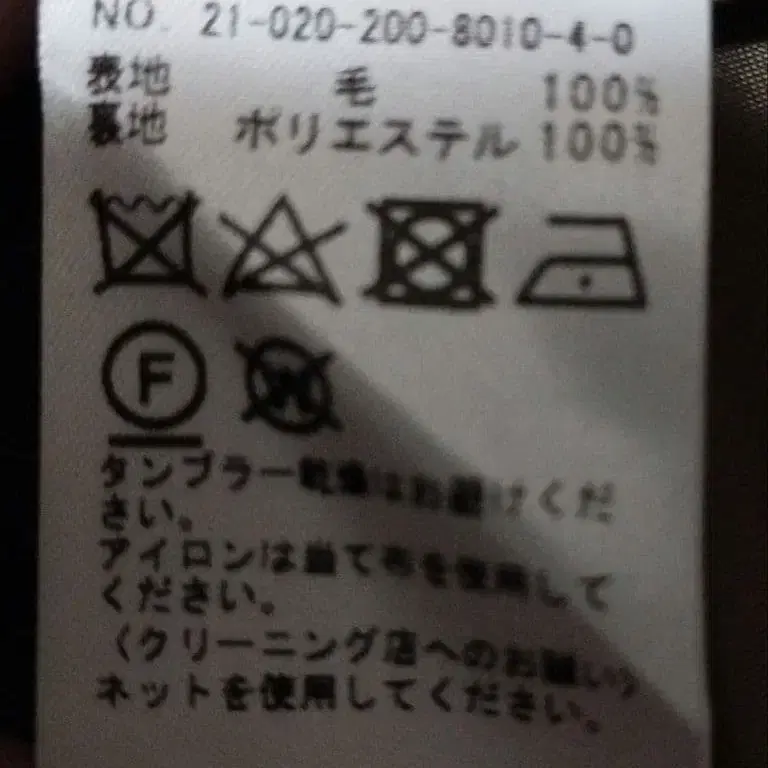 NO. 21-020-200-8010-4-0
表地 毛 100%
裏地 ポリエステル 100%
F
W
タンブラー乾燥はお避けくだ
さい。
アイロンは当て布を使用して
ください。
〈クリーニング店へのお願い〉
ネットを使用してください。